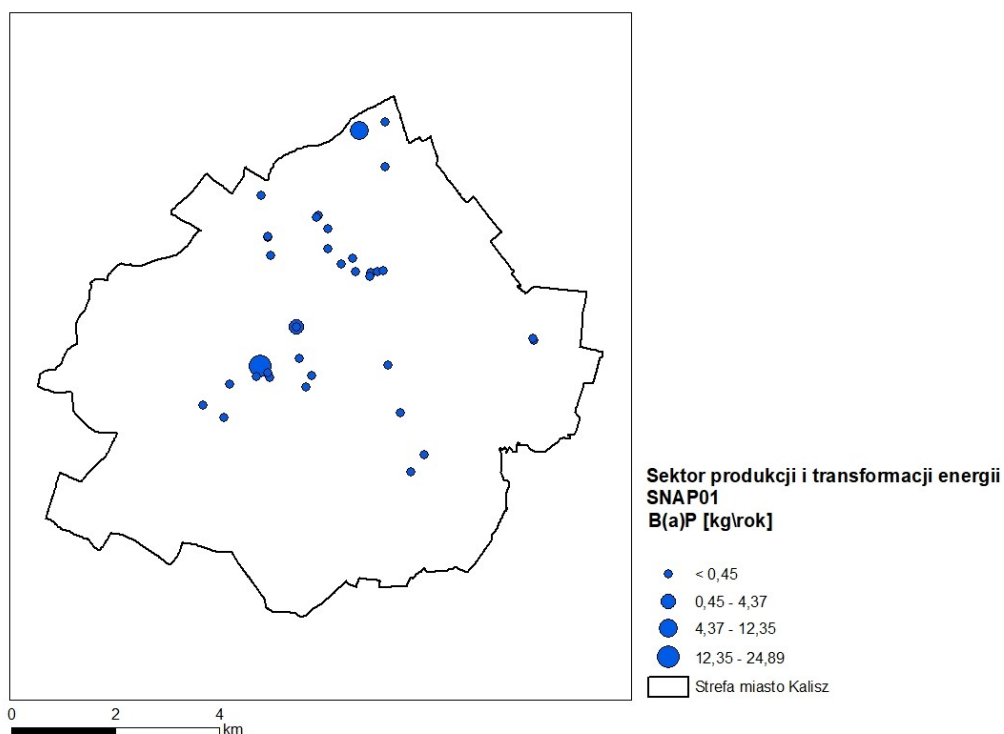 Sektor produkcji i transformacji energii
SNAP01
B(a)P [kg\rok]
< 0,45
0,45 - 4,37
4,37 - 12,35
12,35 - 24,89
Strefa miasto Kalisz
0 2 4
km